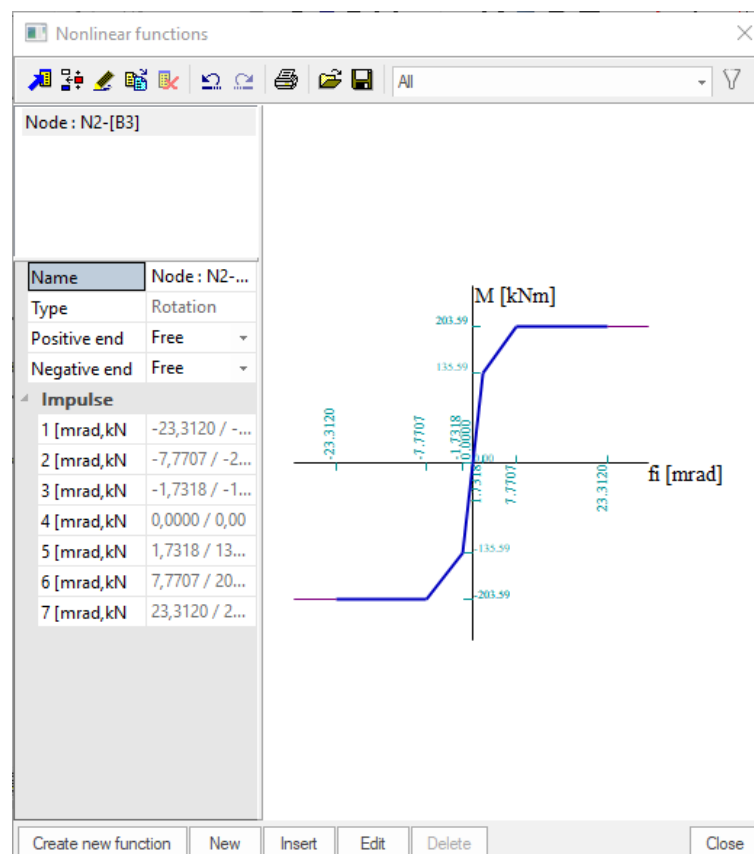 Nonlinear functions
All
Node : N2-[B3]
Name Node : N2-...
Type Rotation
Positive end Free
Negative end Free
Impulse
1 [mrad,kN -23,3120 / -...
2 [mrad,kN -7,7707 / -2...
3 [mrad,kN -1,7318 / -1...
4 [mrad,kN 0,0000 / 0,00
5 [mrad,kN 1,7318 / 13...
6 [mrad,kN 7,7707 / 20...
7 [mrad,kN 23,3120 / 2...
M [kNm]
203.59
135.59
-23.3120
-7.7707
-1.7318
0.0000
0.00
1.7318
7.7707
23.3120
fi [mrad]
-135.59
-203.59
Create new function New Insert Edit Delete Close